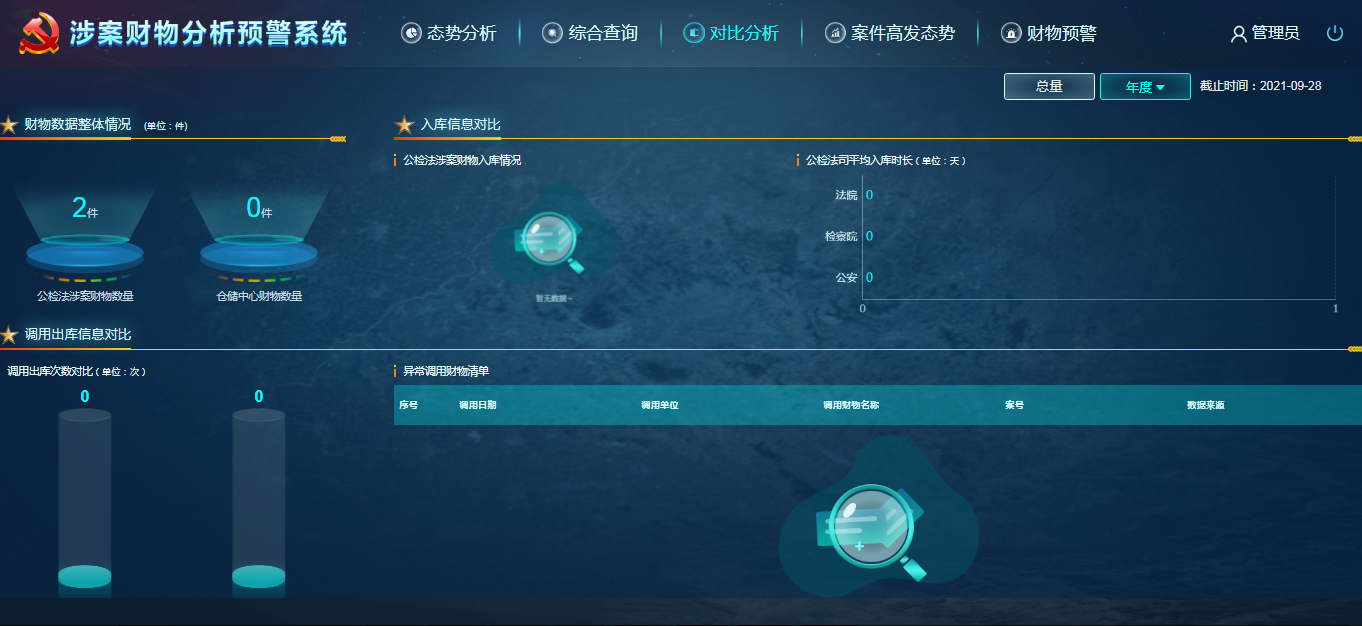 涉案财物分析预警系统
态势分析
综合查询
对比分析
案件高发态势
财物预警
管理员
总量
年度
截止时间：2021-09-28
财物数据整体情况 (单位：件)
入库信息对比
公检法涉案财物入库情况
公检法司平均入库时长 ( 单位：天 )
2件
0件
公检法涉案财物数量
仓储中心财物数量
暂无数据~
法院 0
检察院 0
公安 0
0 1
调用出库信息对比
调用出库次数对比 ( 单位：次 )
0
0
异常调用财物清单
序号 调用日期 调用单位 调用财物名称 案号 数据来源